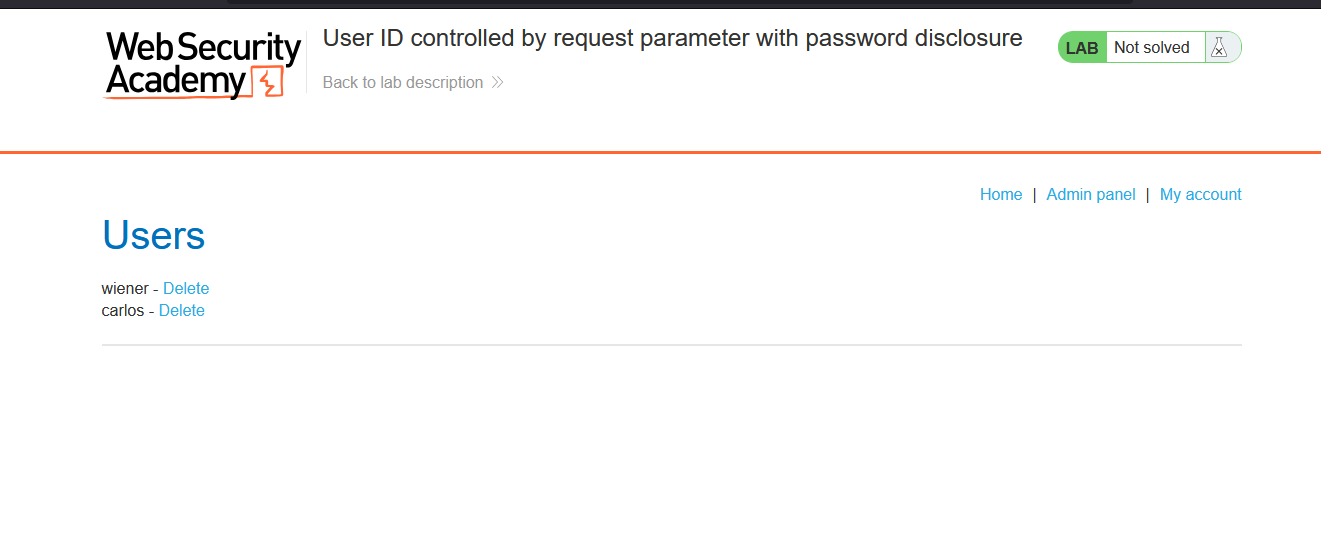 Web Security
Academy
User ID controlled by request parameter with password disclosure
Back to lab description
LAB Not solved
Home | Admin panel | My account
Users
wiener - Delete
carlos - Delete